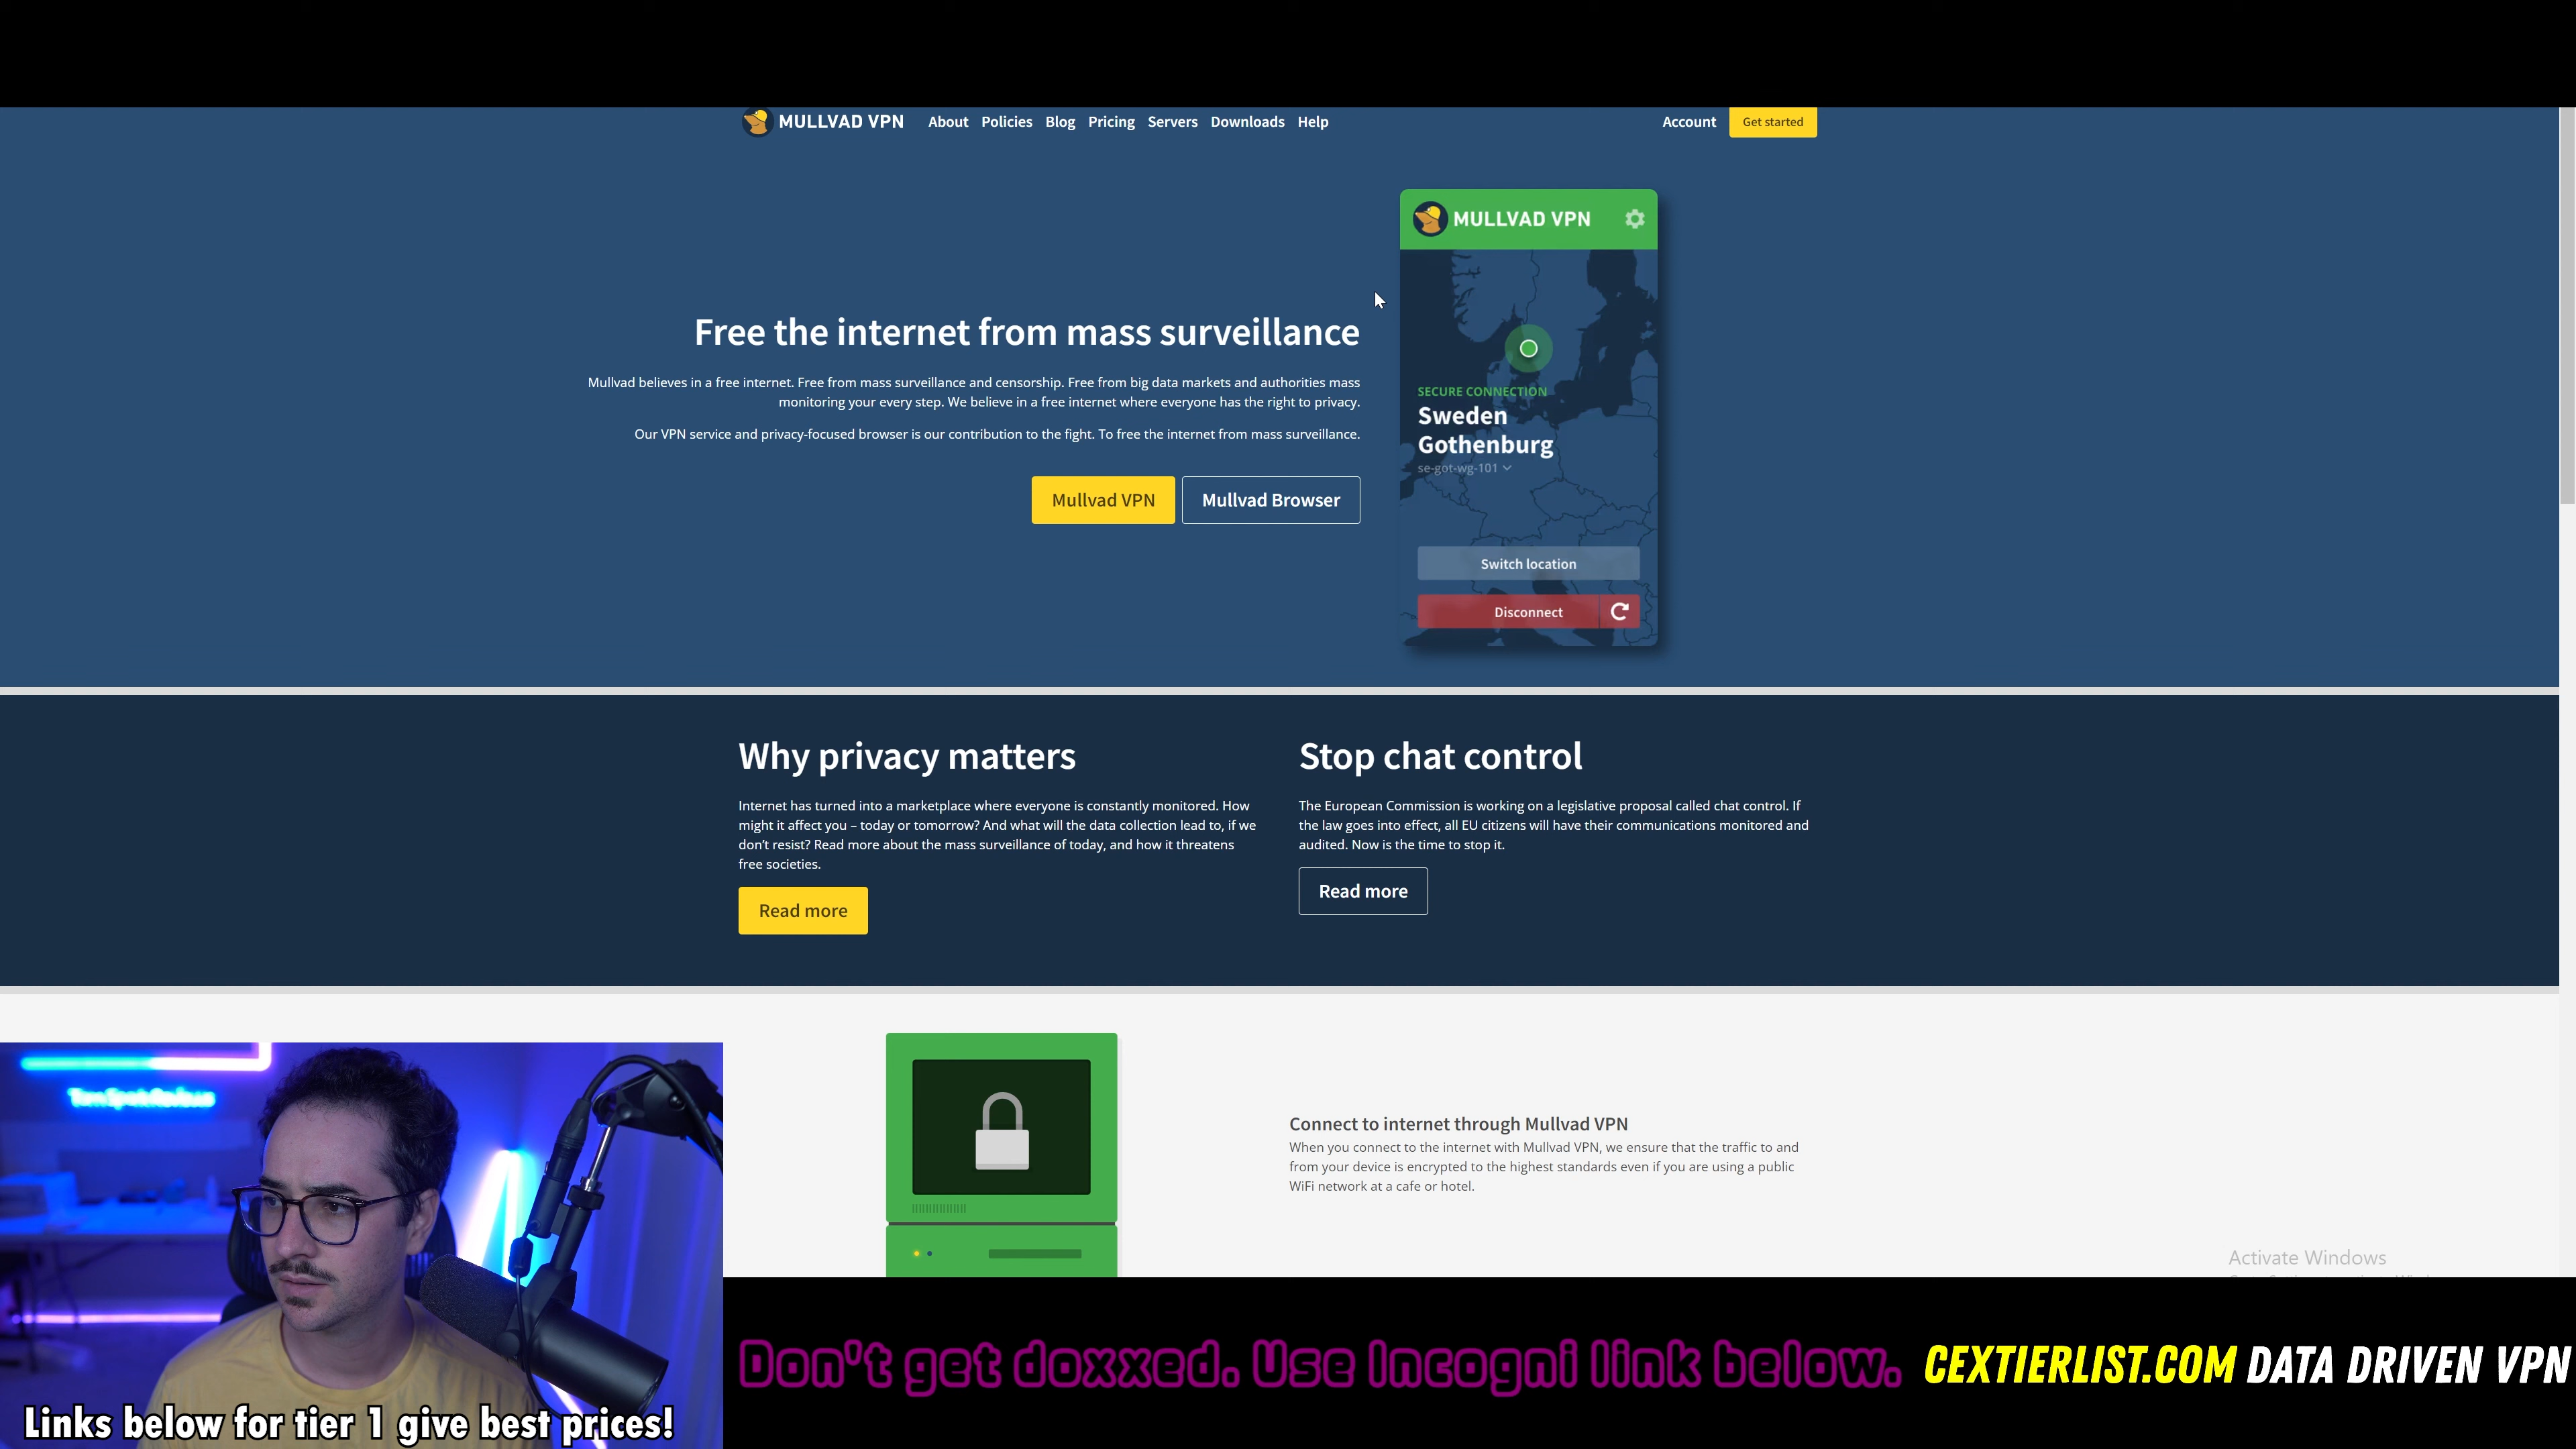 MULLVAD VPN About Policies Blog Pricing Servers Downloads Help Account Get started
MULLVAD VPN
Free the internet from mass surveillance
Mullvad believes in a free internet. Free from mass surveillance and censorship. Free from big data markets and authorities mass
monitoring your every step. We believe in a free internet where everyone has the right to privacy.
Our VPN service and privacy-focused browser is our contribution to the fight. To free the internet from mass surveillance.
Mullvad VPN Mullvad Browser
SECURE CONNECTION
Sweden
Gothenburg
se-got-wg-101
Switch location
Disconnect
Why privacy matters
Internet has turned into a marketplace where everyone is constantly monitored. How
might it affect you – today or tomorrow? And what will the data collection lead to, if we
don't resist? Read more about the mass surveillance of today, and how it threatens
free societies.
Read more
Stop chat control
The European Commission is working on a legislative proposal called chat control. If
the law goes into effect, all EU citizens will have their communications monitored and
audited. Now is the time to stop it.
Read more
Connect to internet through Mullvad VPN
When you connect to the internet with Mullvad VPN, we ensure that the traffic to and
from your device is encrypted to the highest standards even if you are using a public
WiFi network at a cafe or hotel.
Activate Windows
Tom Spark Reviews
Links below for tier 1 give best prices!
Don't get doxxed. Use Incogni link below.
CEXTIERLIST.COM DATA DRIVEN VPN